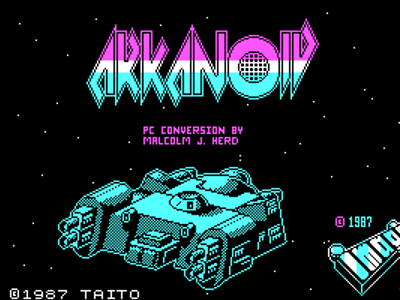 ARKANOID
PC CONVERSION BY
MALCOLM J. HERD
© 1987
©1987 TAITO